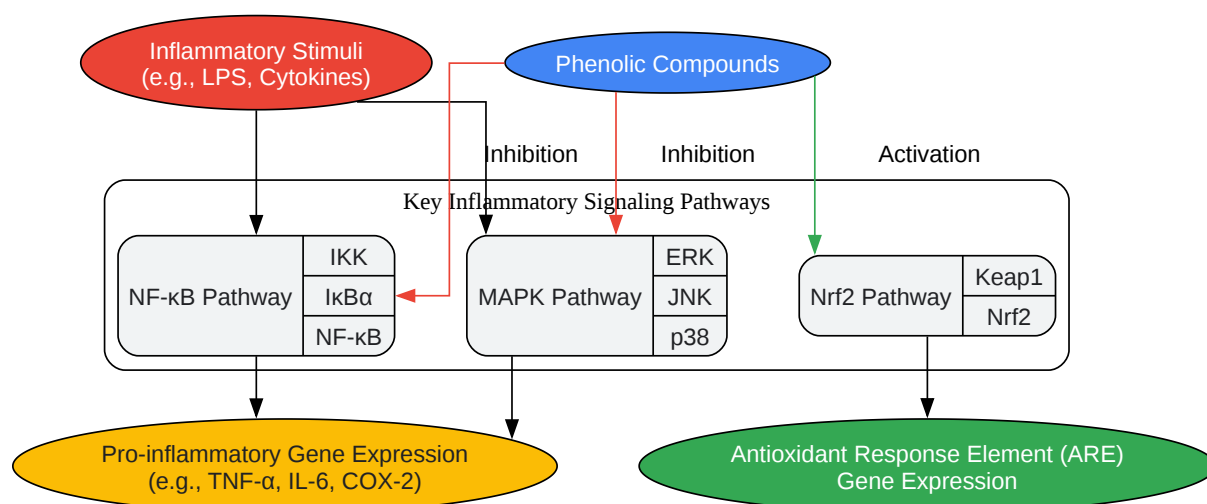 Inflammatory Stimuli
(e.g., LPS, Cytokines)
Phenolic Compounds
Inhibition
Inhibition
Activation
Key Inflammatory Signaling Pathways
NF-κB Pathway
IKK
IκBα
NF-κB
MAPK Pathway
ERK
JNK
p38
Nrf2 Pathway
Keap1
Nrf2
Pro-inflammatory Gene Expression
(e.g., TNF-α, IL-6, COX-2)
Antioxidant Response Element (ARE)
Gene Expression